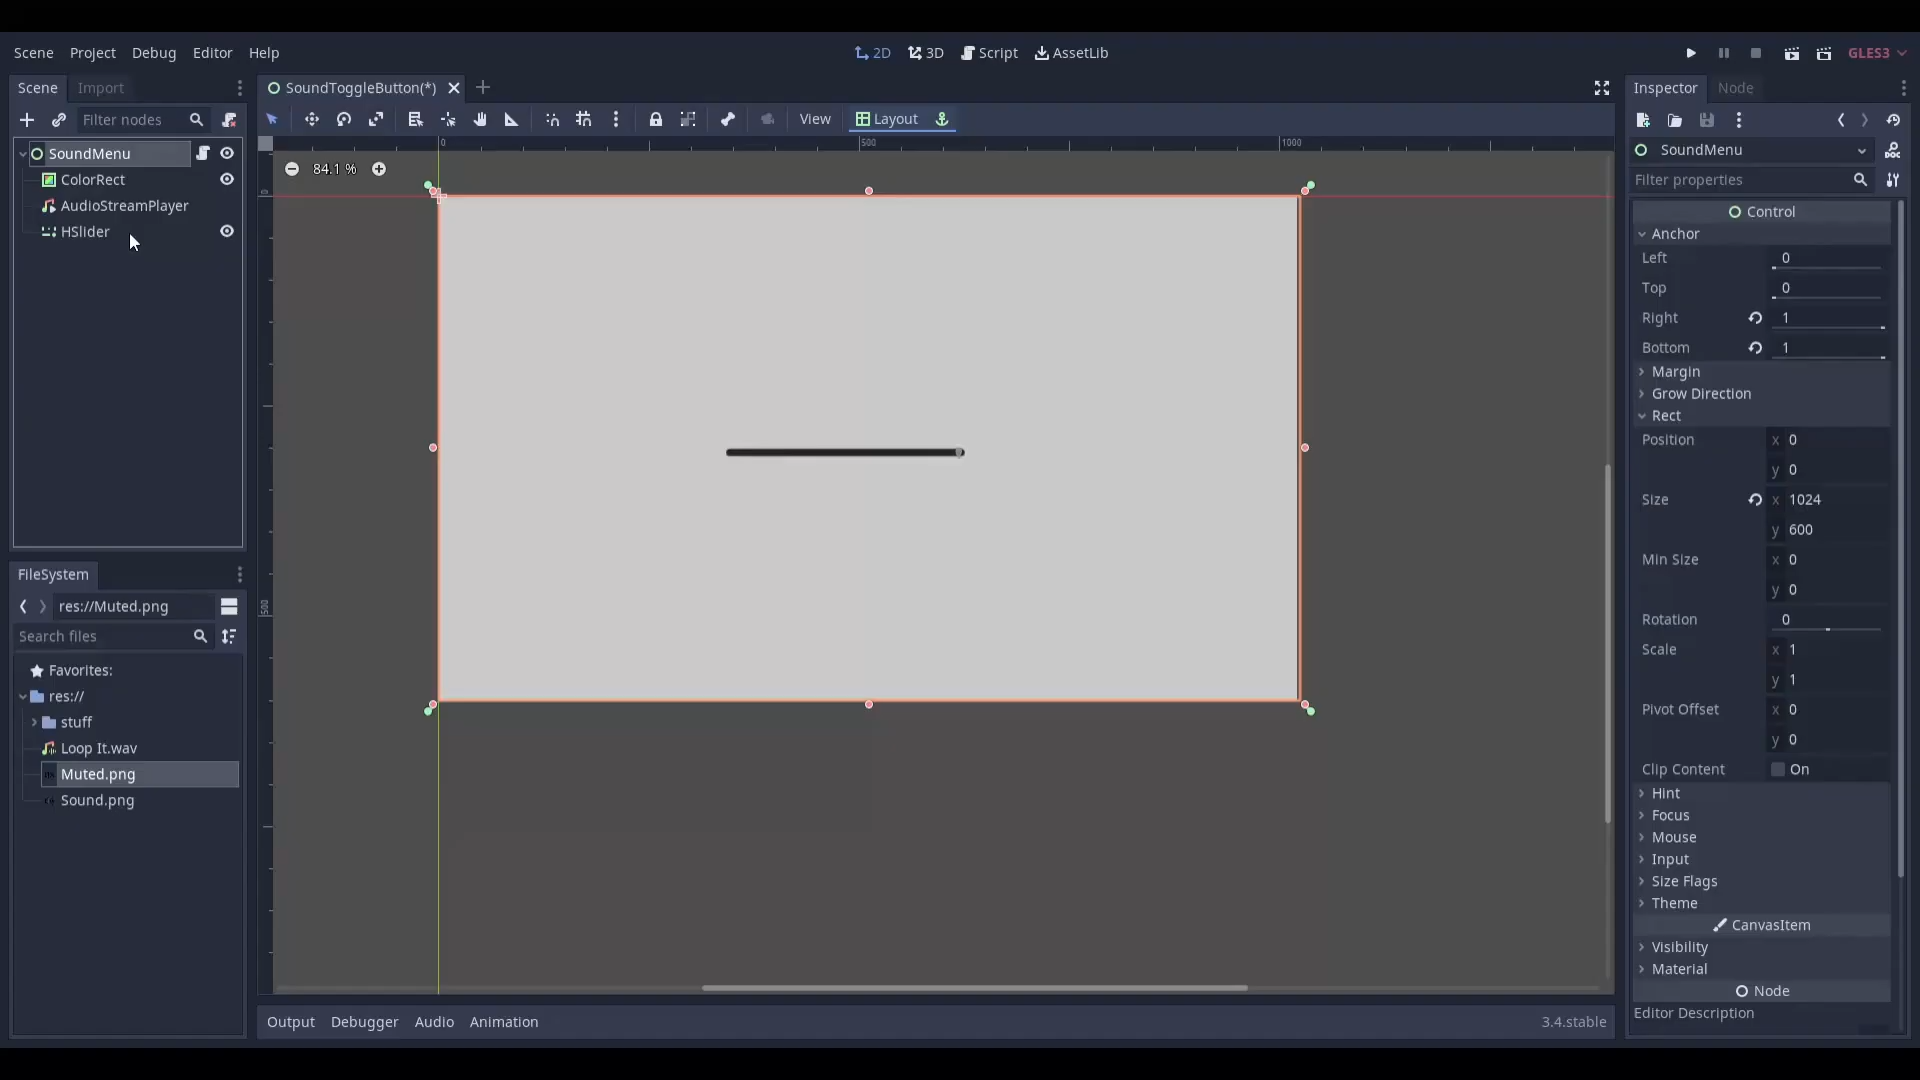 Scene Project Debug Editor Help 2D 3D Script AssetLib GLES3
Scene Import
Filter nodes
SoundMenu
ColorRect
AudioStreamPlayer
HSlider
FileSystem
res://Muted.png
Search files
Favorites:
res://
stuff
Loop It.wav
Muted.png
Sound.png
SoundToggleButton(*)
View Layout
0 500 1000
84.1 %
0
500
Output Debugger Audio Animation 3.4.stable
Inspector Node
SoundMenu
Filter properties
Control
Anchor
Left 0
Top 0
Right 1
Bottom 1
Margin
Grow Direction
Rect
Position x 0
y 0
Size x 1024
y 600
Min Size x 0
y 0
Rotation 0
Scale x 1
y 1
Pivot Offset x 0
y 0
Clip Content On
Hint
Focus
Mouse
Input
Size Flags
Theme
CanvasItem
Visibility
Material
Node
Editor Description